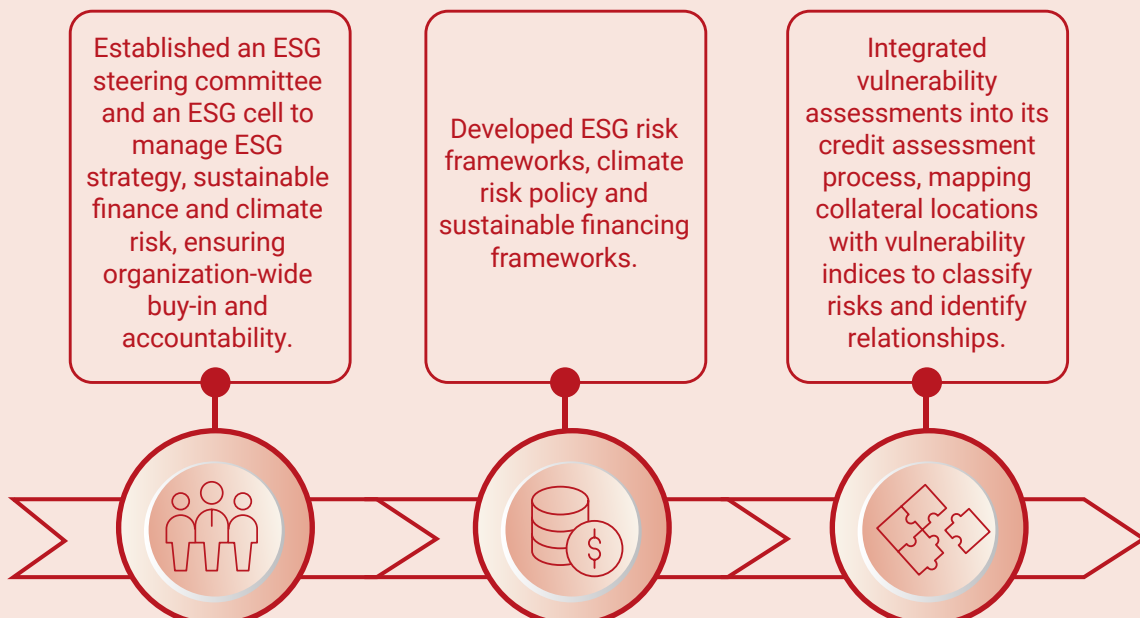 Established an ESG
steering committee
and an ESG cell to
manage ESG
strategy, sustainable
finance and climate
risk, ensuring
organization-wide
buy-in and
accountability.
Developed ESG risk
frameworks, climate
risk policy and
sustainable financing
frameworks.
Integrated
vulnerability
assessments into its
credit assessment
process, mapping
collateral locations
with vulnerability
indices to classify
risks and identify
relationships.
$